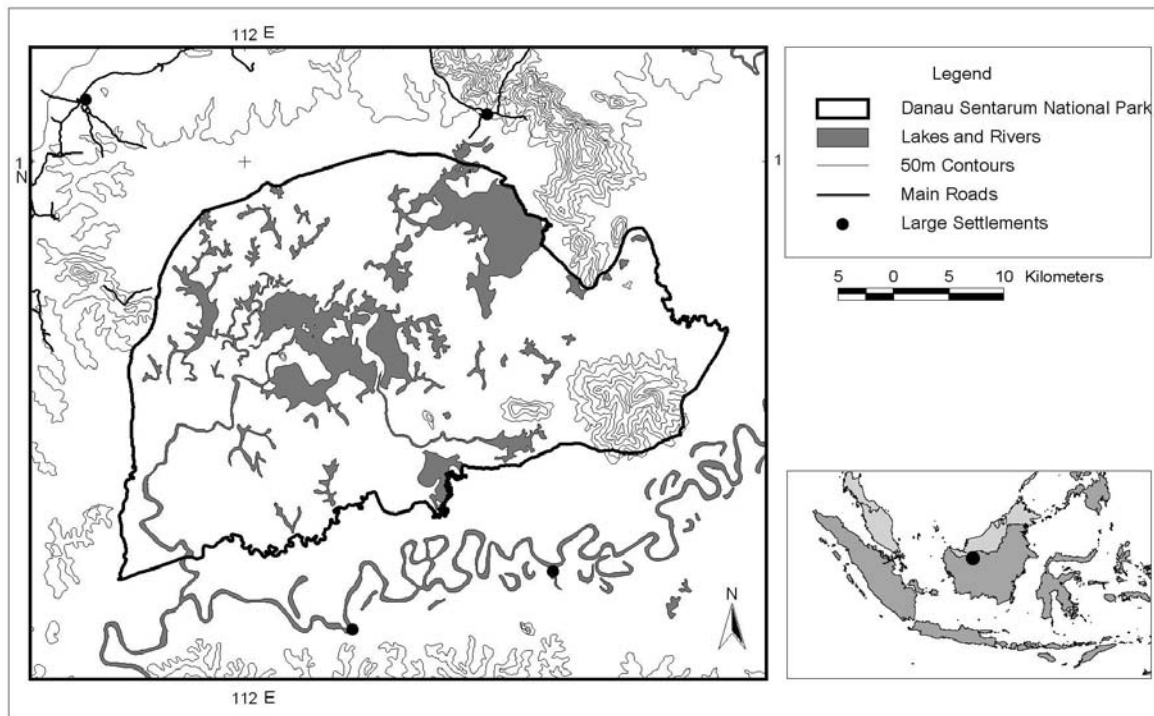 112 E
1
N
1
112 E
N
Legend
Danau Sentarum National Park
Lakes and Rivers
50m Contours
Main Roads
Large Settlements
5 0 5 10 Kilometers